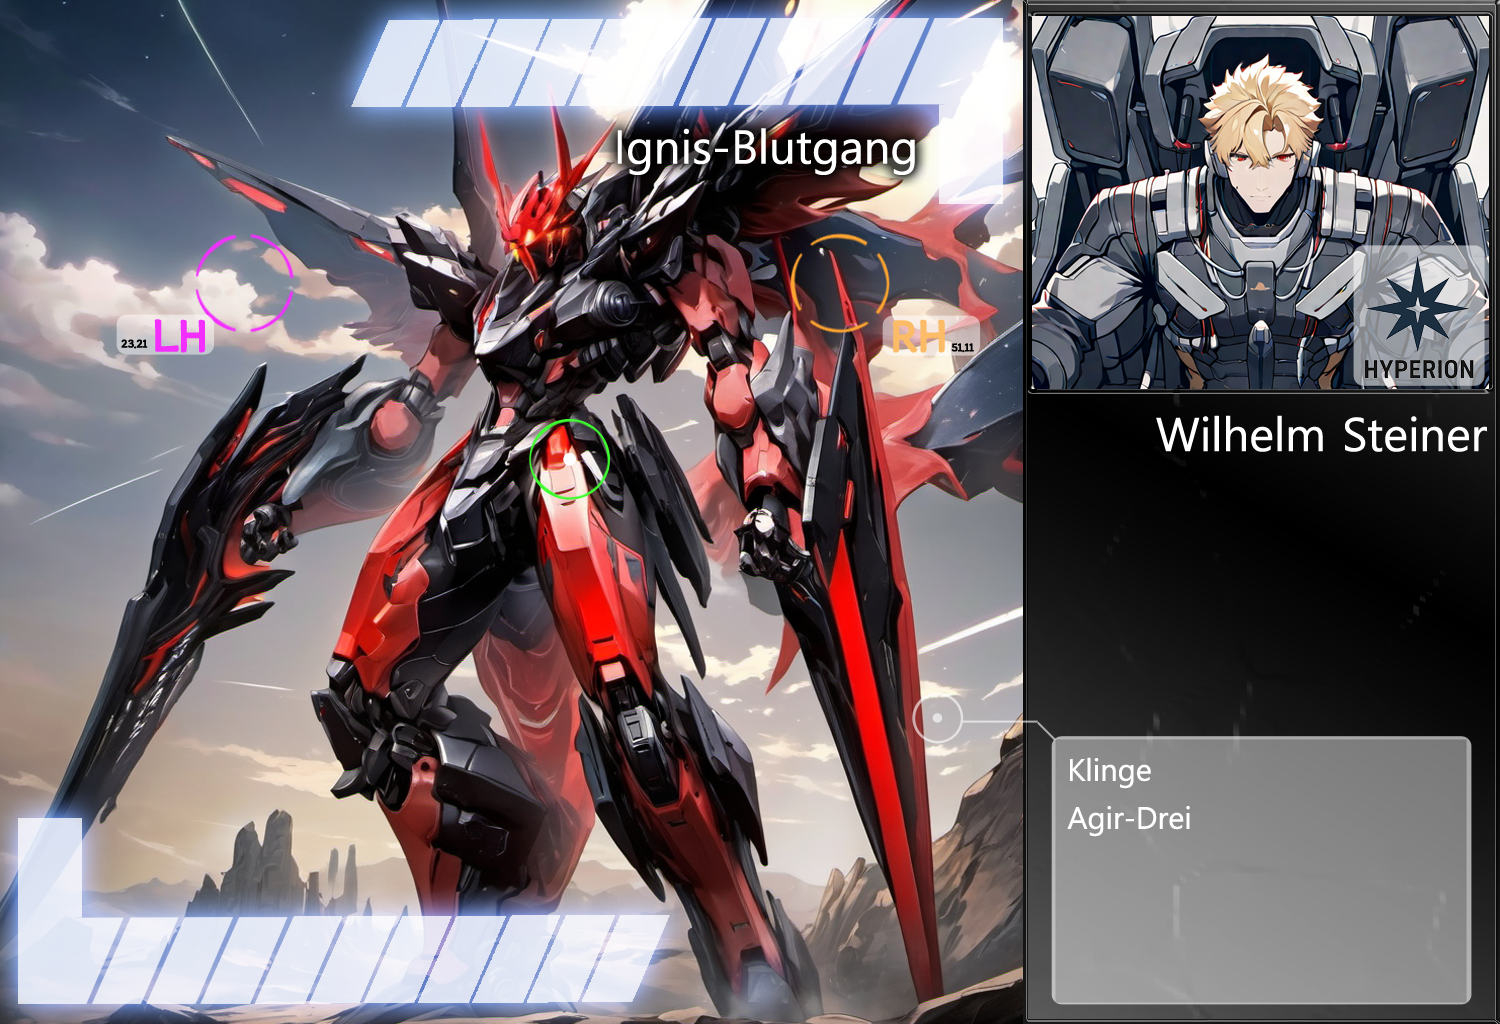 Ignis-Blutgang
23,21 LH
RH 51,11
HYPERION
Wilhelm Steiner
Klinge
Agir-Drei